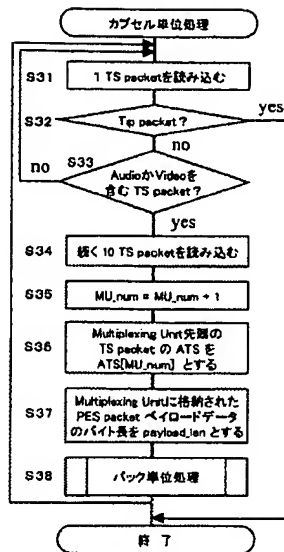 カプセル単位処理
S31
1 TS packetを読み込む
S32
Tip packet?
yes
no
S33
no
AudioかVideoを
含む TS packet?
yes
S34
続く 10 TS packetを読み込む
S35
MU_num = MU_num + 1
S36
Multiplexing Unit先頭の
TS packet の ATS を
ATS[MU_num] とする
S37
Multiplexing Unitに格納された
PES packet ペイロードデータ
のバイト長を payload_len とする
S38
パック単位処理
終 了